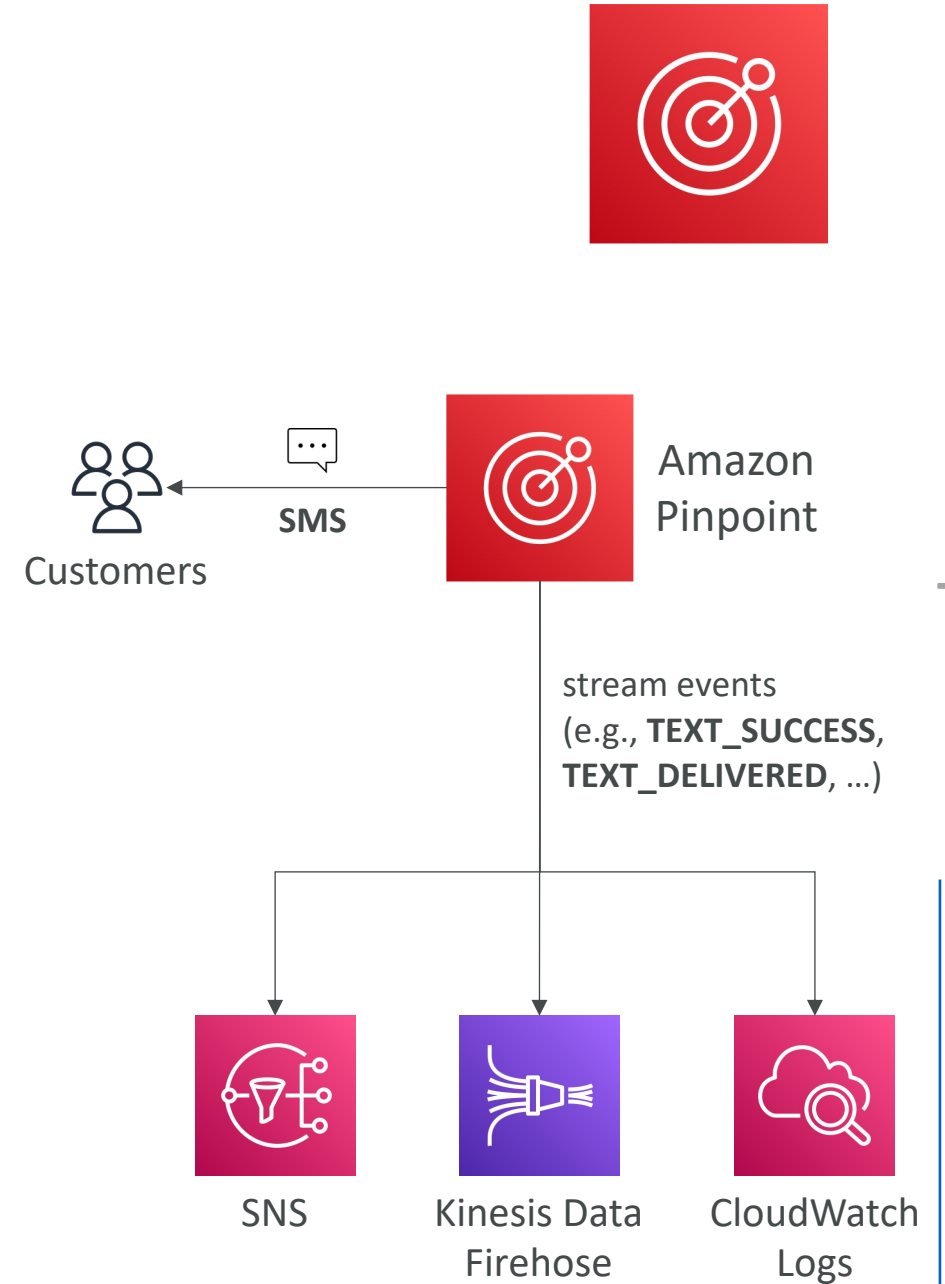 SMS
Amazon
Pinpoint
Customers
stream events
(e.g., TEXT_SUCCESS,
TEXT_DELIVERED, …)
SNS
Kinesis Data
Firehose
CloudWatch
Logs